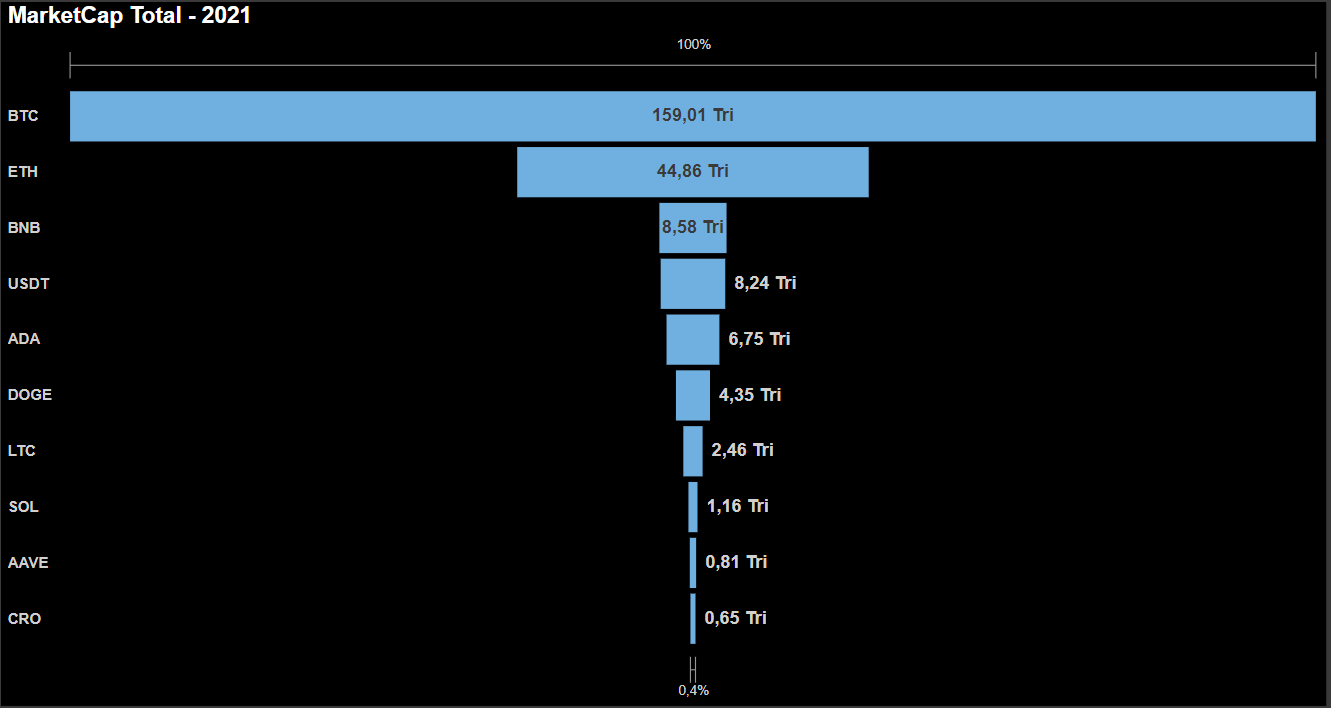 MarketCap Total - 2021
100%
BTC 159,01 Tri
ETH 44,86 Tri
BNB 8,58 Tri
USDT 8,24 Tri
ADA 6,75 Tri
DOGE 4,35 Tri
LTC 2,46 Tri
SOL 1,16 Tri
AAVE 0,81 Tri
CRO 0,65 Tri
0,4%